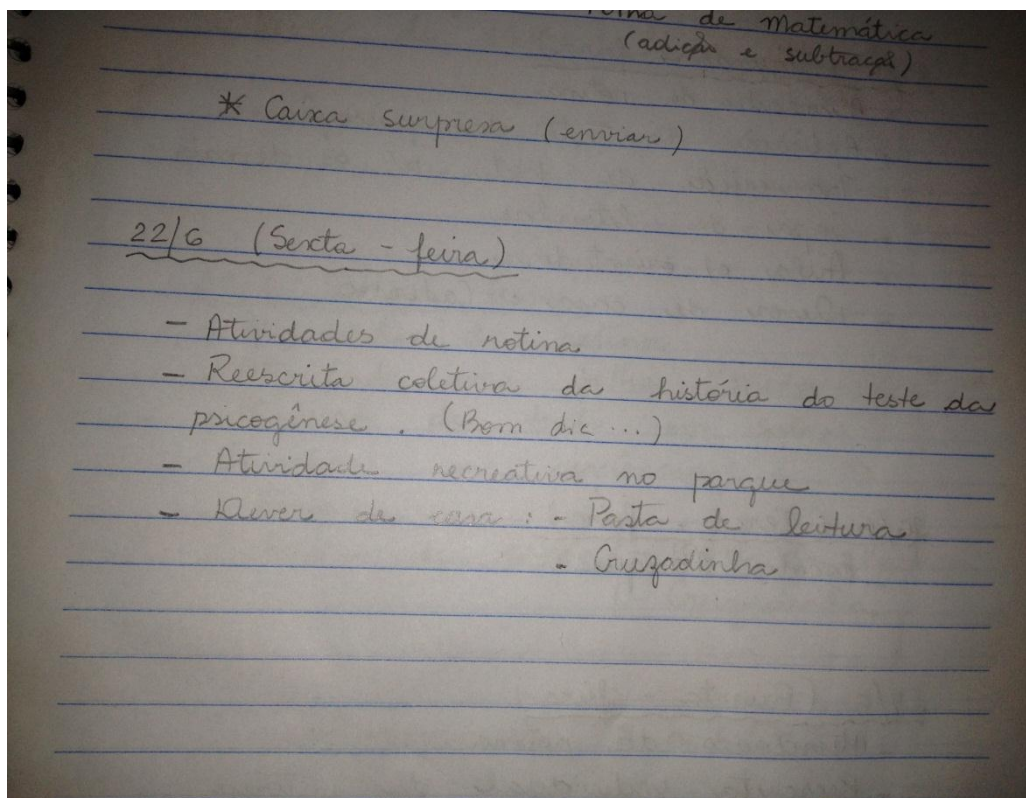 de Matemática
(adição e subtração)
* Caixa surpresa (enviar)
22/6 (Sexta - feira)
- Atividades de rotina
- Reescrita coletiva da história do teste da
psicogênese. (Bom dia ...)
- Atividade recreativa no parque
- Dever de casa : - Pasta de leitura
- Cruzadinha